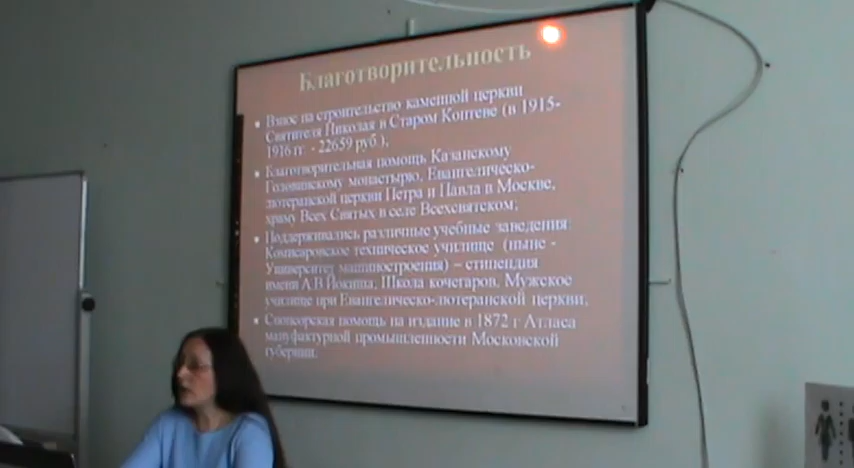 Благотворительность
Взнос на строительство каменной церкви
Святителя Николая в Старом Коптеве (в 1915-
1916 гг. - 22659 руб.);
Благотворительная помощь Казанскому
Головинскому монастырю, Евангелическо-
лютеранской церкви Петра и Павла в Москве,
храму Всех Святых в селе Всехсвятском;
Поддерживались различные учебные заведения
Комисаровское техническое училище (ныне -
Университет машиностроения) – стипендия
имени А.В.Йокиша, Школа кочегаров, Мужское
училище при Евангелическо-лютеранской церкви;
Спонсорская помощь на издание в 1872 г Атласа
мануфактурной промышленности Московской
губернии.